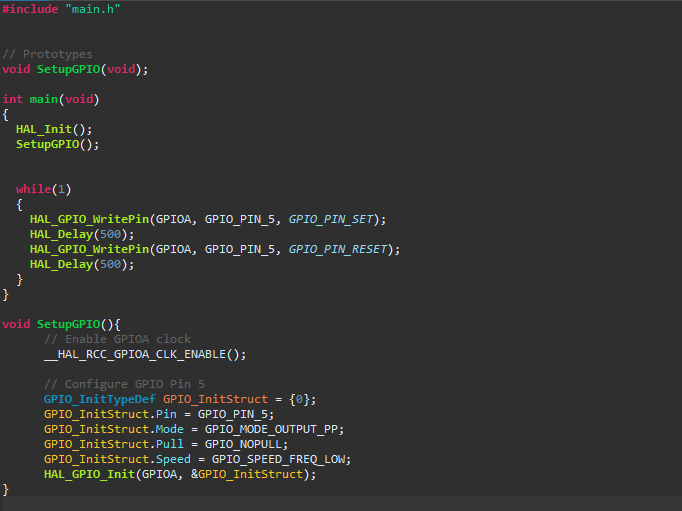 #include "main.h"
// Prototypes
void SetupGPIO(void);
int main(void)
{
  HAL_Init();
  SetupGPIO();
  while(1)
  {
    HAL_GPIO_WritePin(GPIOA, GPIO_PIN_5, GPIO_PIN_SET);
    HAL_Delay(500);
    HAL_GPIO_WritePin(GPIOA, GPIO_PIN_5, GPIO_PIN_RESET);
    HAL_Delay(500);
  }
}
void SetupGPIO(){
      // Enable GPIOA clock
      __HAL_RCC_GPIOA_CLK_ENABLE();
      // Configure GPIO Pin 5
      GPIO_InitTypeDef GPIO_InitStruct = {0};
      GPIO_InitStruct.Pin = GPIO_PIN_5;
      GPIO_InitStruct.Mode = GPIO_MODE_OUTPUT_PP;
      GPIO_InitStruct.Pull = GPIO_NOPULL;
      GPIO_InitStruct.Speed = GPIO_SPEED_FREQ_LOW;
      HAL_GPIO_Init(GPIOA, &GPIO_InitStruct);
}